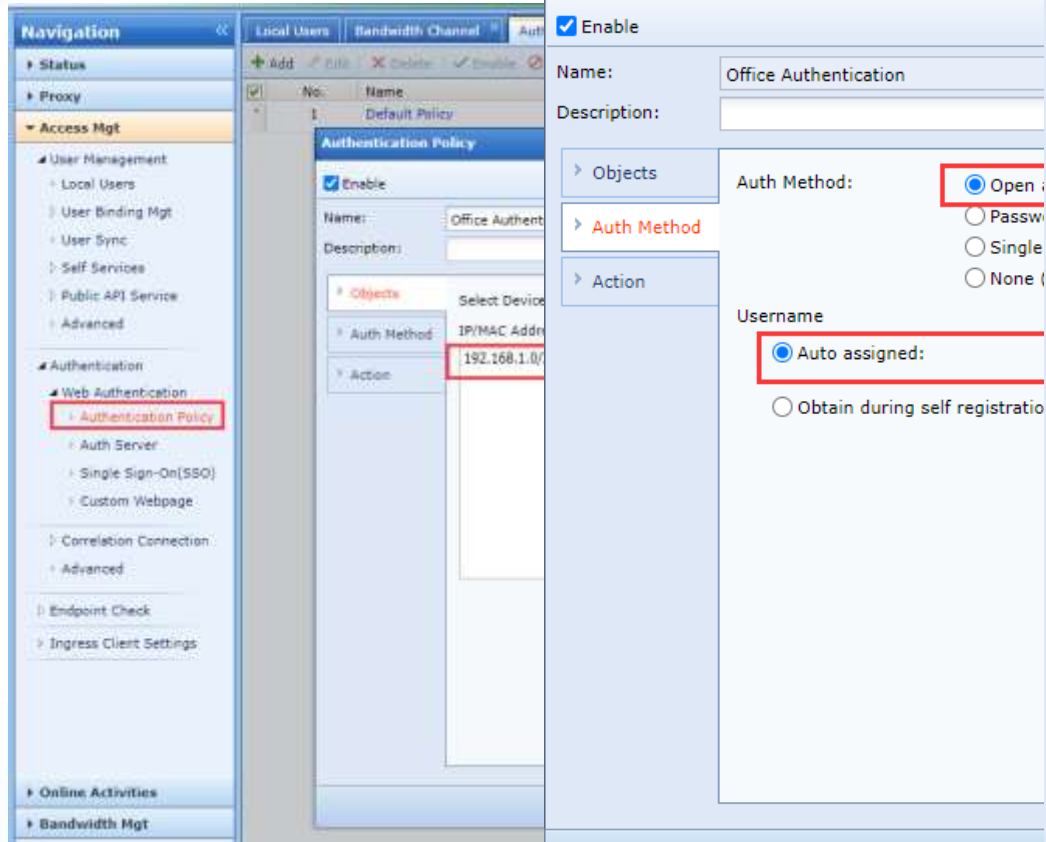 Navigation
Status
Proxy
Access Mgt
User Management
Local Users
User Binding Mgt
User Sync
Self Services
Public API Service
Advanced
Authentication
Web Authentication
Authentication Policy
Auth Server
Single Sign-On(SSO)
Custom Webpage
Correlation Connection
Advanced
Endpoint Check
Ingress Client Settings
Online Activities
Bandwidth Mgt
Local Users Bandwidth Channel Aut
Add Edit Delete Enable
No. Name
1 Default Policy
Authentication Policy
Enable
Name: Office Authent
Description:
Objects
Auth Method
Action
Select Device
IP/MAC Addre
192.168.1.0/
Enable
Name: Office Authentication
Description:
Objects
Auth Method
Action
Auth Method: Open a
Passwo
Single
None (
Username
Auto assigned:
Obtain during self registratio